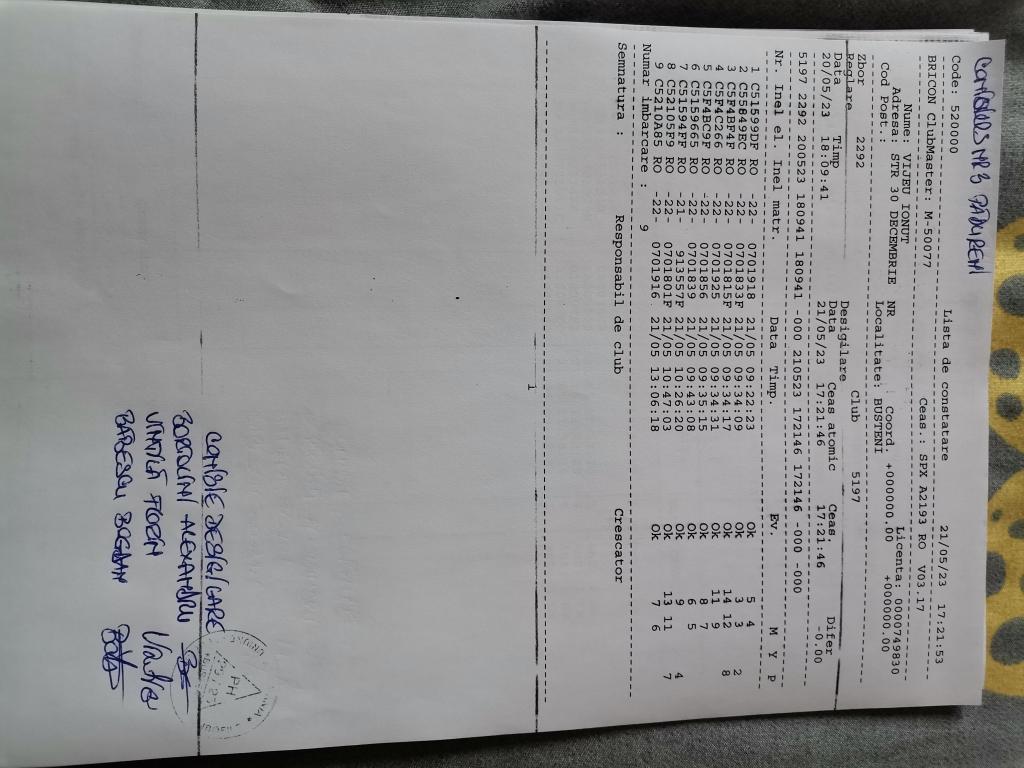 COMBINARS NR 3 PĂDURENI
Code: 520000 Lista de constatare 21/05/23 17:21:53
BRICON ClubMaster: M-50077 Ceas.: SPX A2193 RO V03.17
Nume: VIJEU IONUT Licenta: 0000749830
Adresa: STR 30 DECEMBRIE NR Coord. +000000.00 +000000.00
Cod Post.: Localitate: BUSTENI
Zbor 2292 Club 5197
Reglare Desigilare
Data Timp Data Ceas atomic Ceas. Difer
20/05/23 18:09:41 21/05/23 17:21:46 17:21:46 -0.00
5197 2292 200523 180941 180941 -000 210523 172146 172146 -000 -000
Nr. Inel el. Inel matr. Data Timp. Ev. M Y P
1 C51599DF RO -22- 0701918 21/05 09:22:23 Ok 5 4
2 C55849EC RO -22- 0701833F 21/05 09:34:09 Ok 3 3 2
3 C5F4BF4F RO -22- 0701815F 21/05 09:34:17 Ok 14 12 8
4 C5F4C266 RO -22- 0701925 21/05 09:34:31 Ok 11 9
5 C5F4BC9F RO -22- 0701856 21/05 09:35:15 Ok 8 7
6 C5159665 RO -22- 0701839 21/05 09:43:08 Ok 6 5
7 C51594FF RO -21- 913557F 21/05 10:26:20 Ok 9 4
8 C52105F9 RO -22- 0701801F 21/05 10:47:03 Ok 13 11 7
9 C5210A85 RO -22- 0701916 21/05 13:06:18 Ok 7 6
Numar imbarcare : 9
Semnatura : Responsabil de club Crescator
1
COMISIE DESIGILARE
BORTOLAN ALEXANDRU
VINTILĂ FLORIN
BĂDESCU BOGDAN
PH